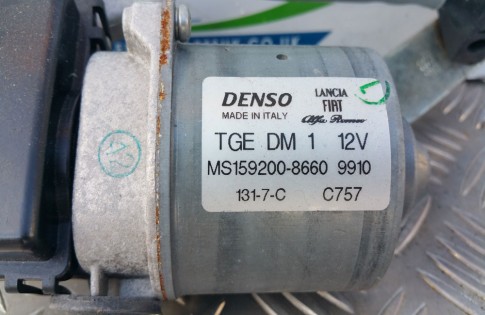 DENSO
MADE IN ITALY
LANCIA
FIAT
Alfa Romeo
TGE DM 1 12V
MS159200-8660 9910
131-7-C C757